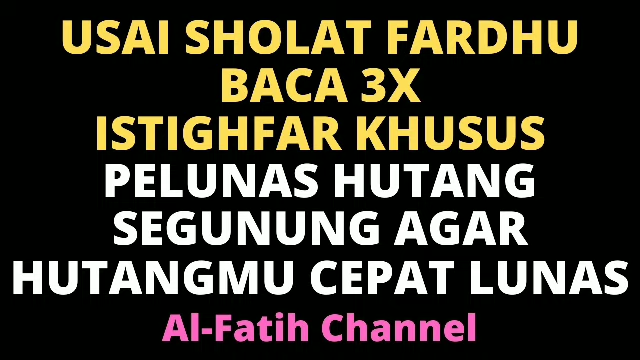 USAI SHOLAT FARDHU
BACA 3X
ISTIGHFAR KHUSUS
PELUNAS HUTANG
SEGUNUNG AGAR
HUTANGMU CEPAT LUNAS
Al-Fatih Channel